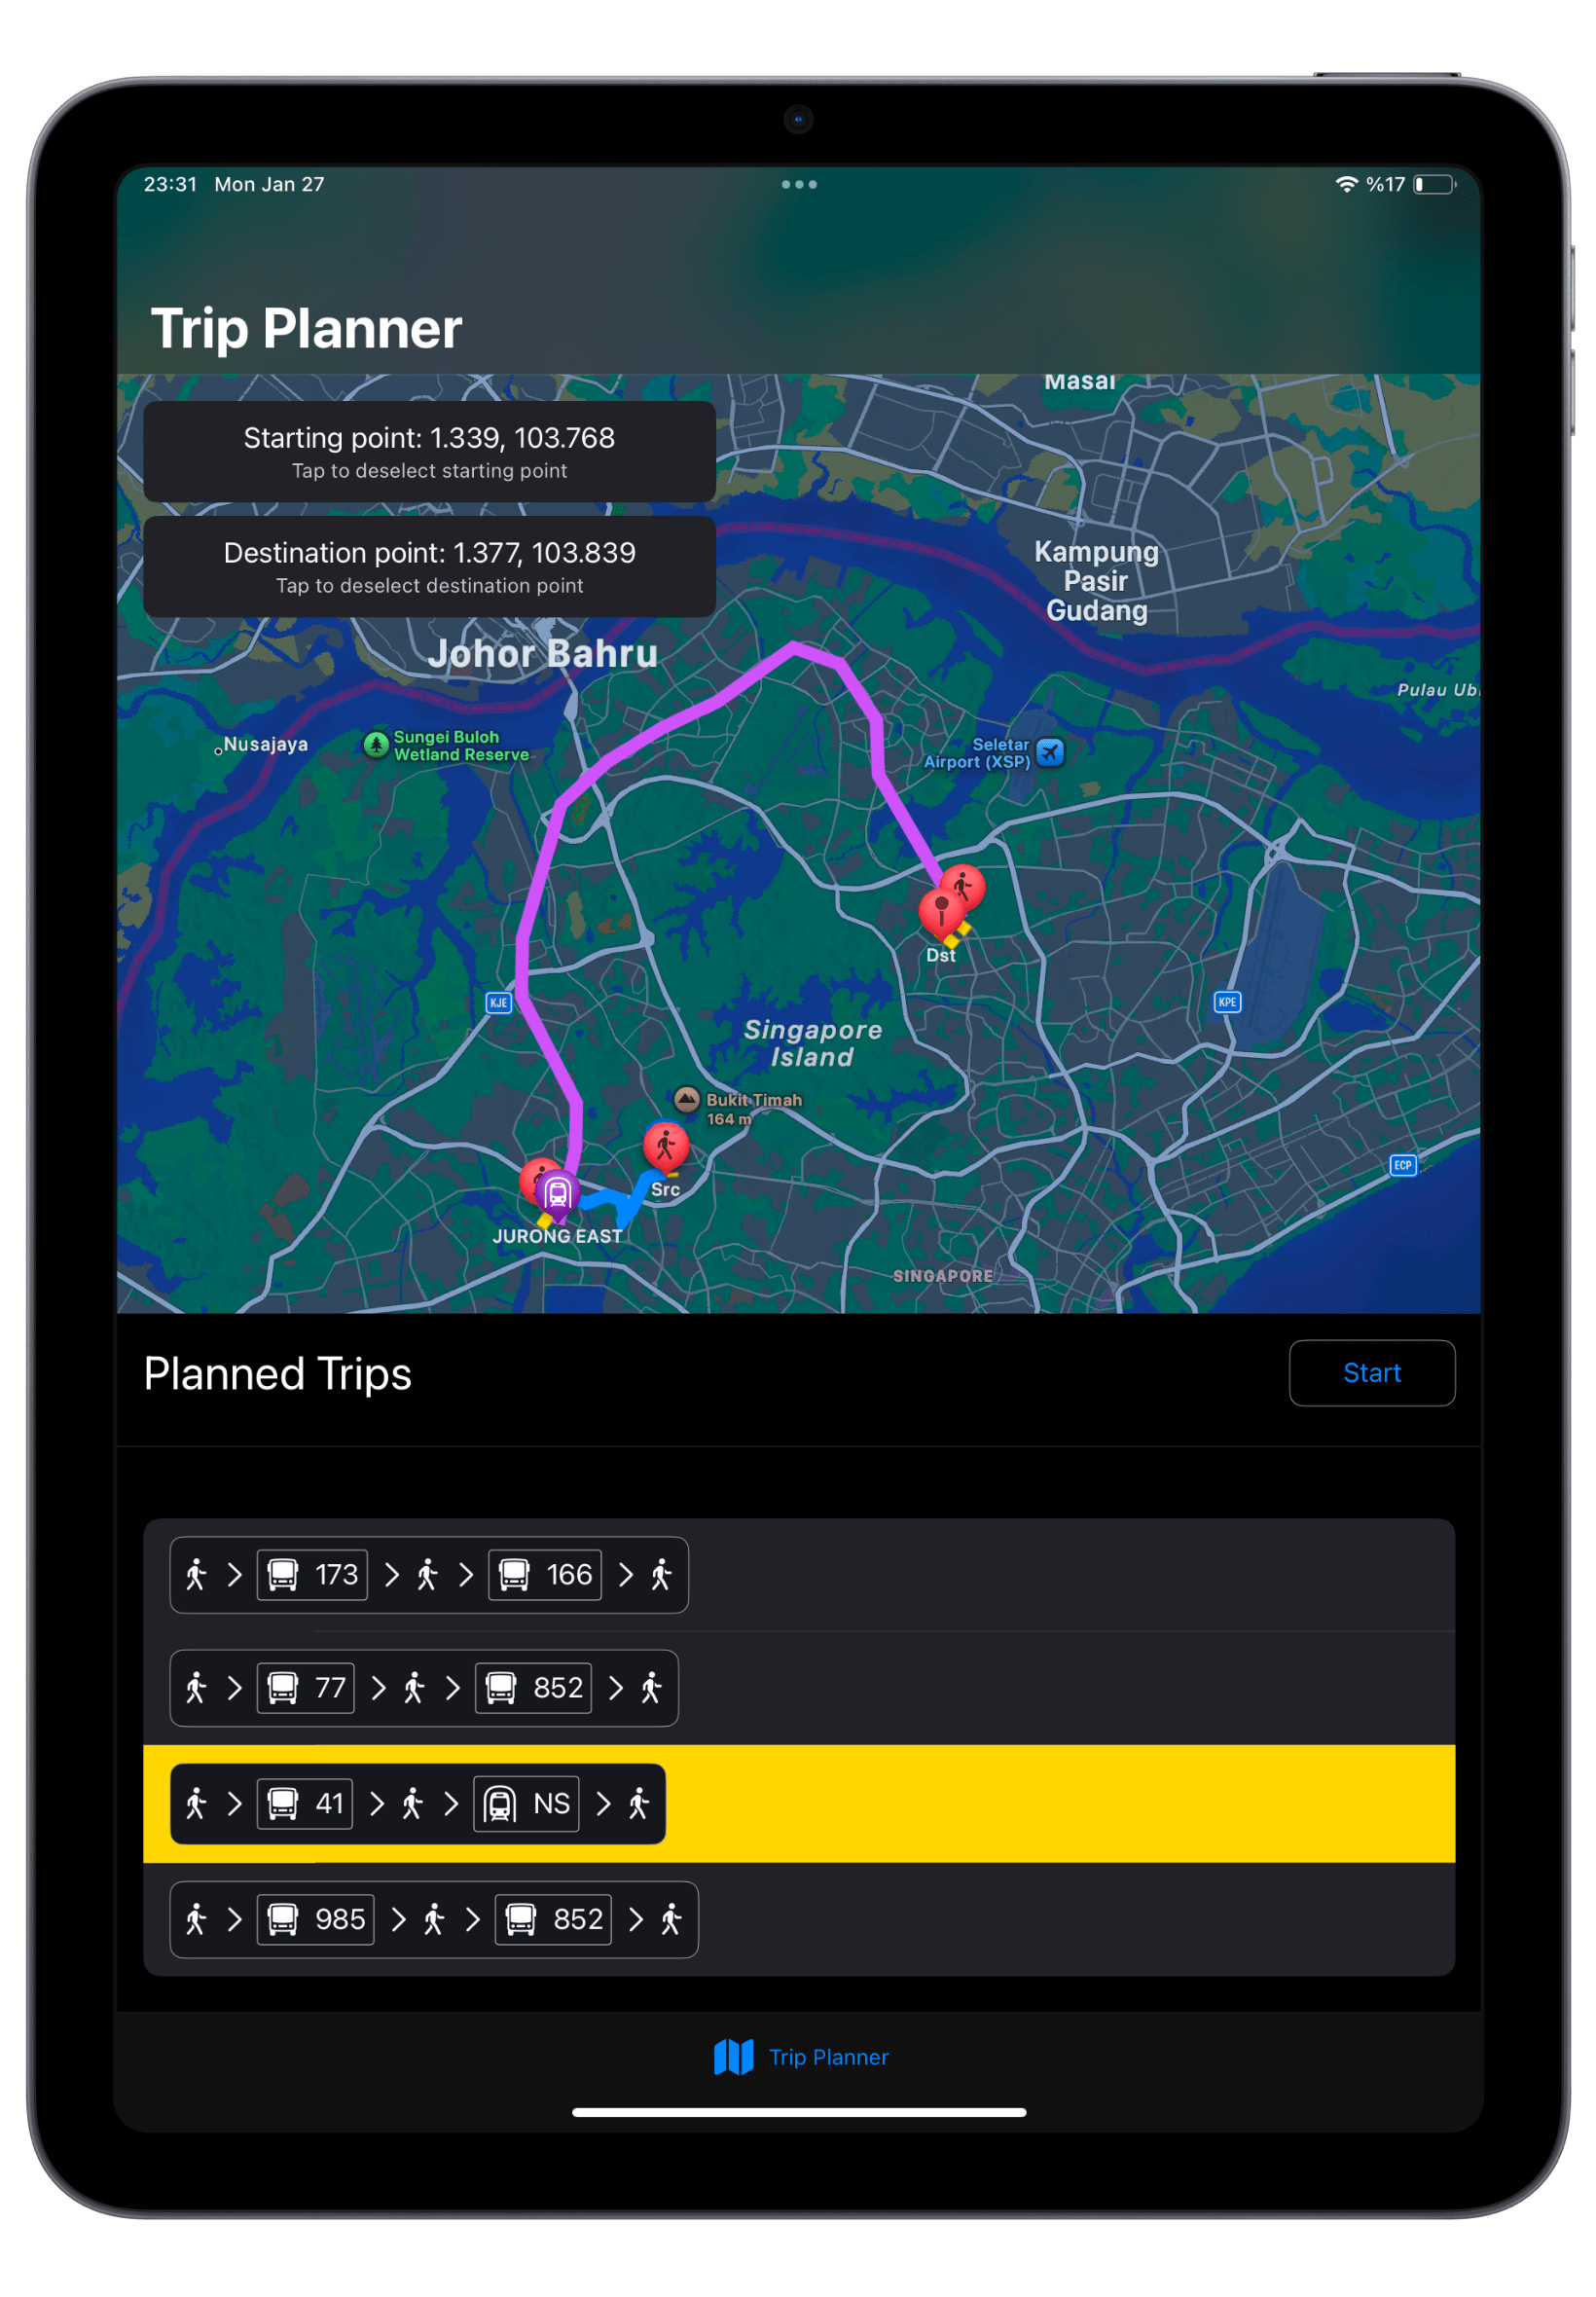 23:31 Mon Jan 27
%17
Trip Planner
Masai
Starting point: 1.339, 103.768
Tap to deselect starting point
Destination point: 1.377, 103.839
Tap to deselect destination point
Kampung
Pasir
Gudang
Johor Bahru
Pulau Ub
Nusajaya
Sungei Buloh
Wetland Reserve
Seletar
Airport (XSP)
Dst
KJE
KPE
Singapore
Island
Bukit Timah
164 m
ECP
Src
JURONG EAST
SINGAPORE
Planned Trips
Start
173 166
77 852
41 NS
985 852
Trip Planner